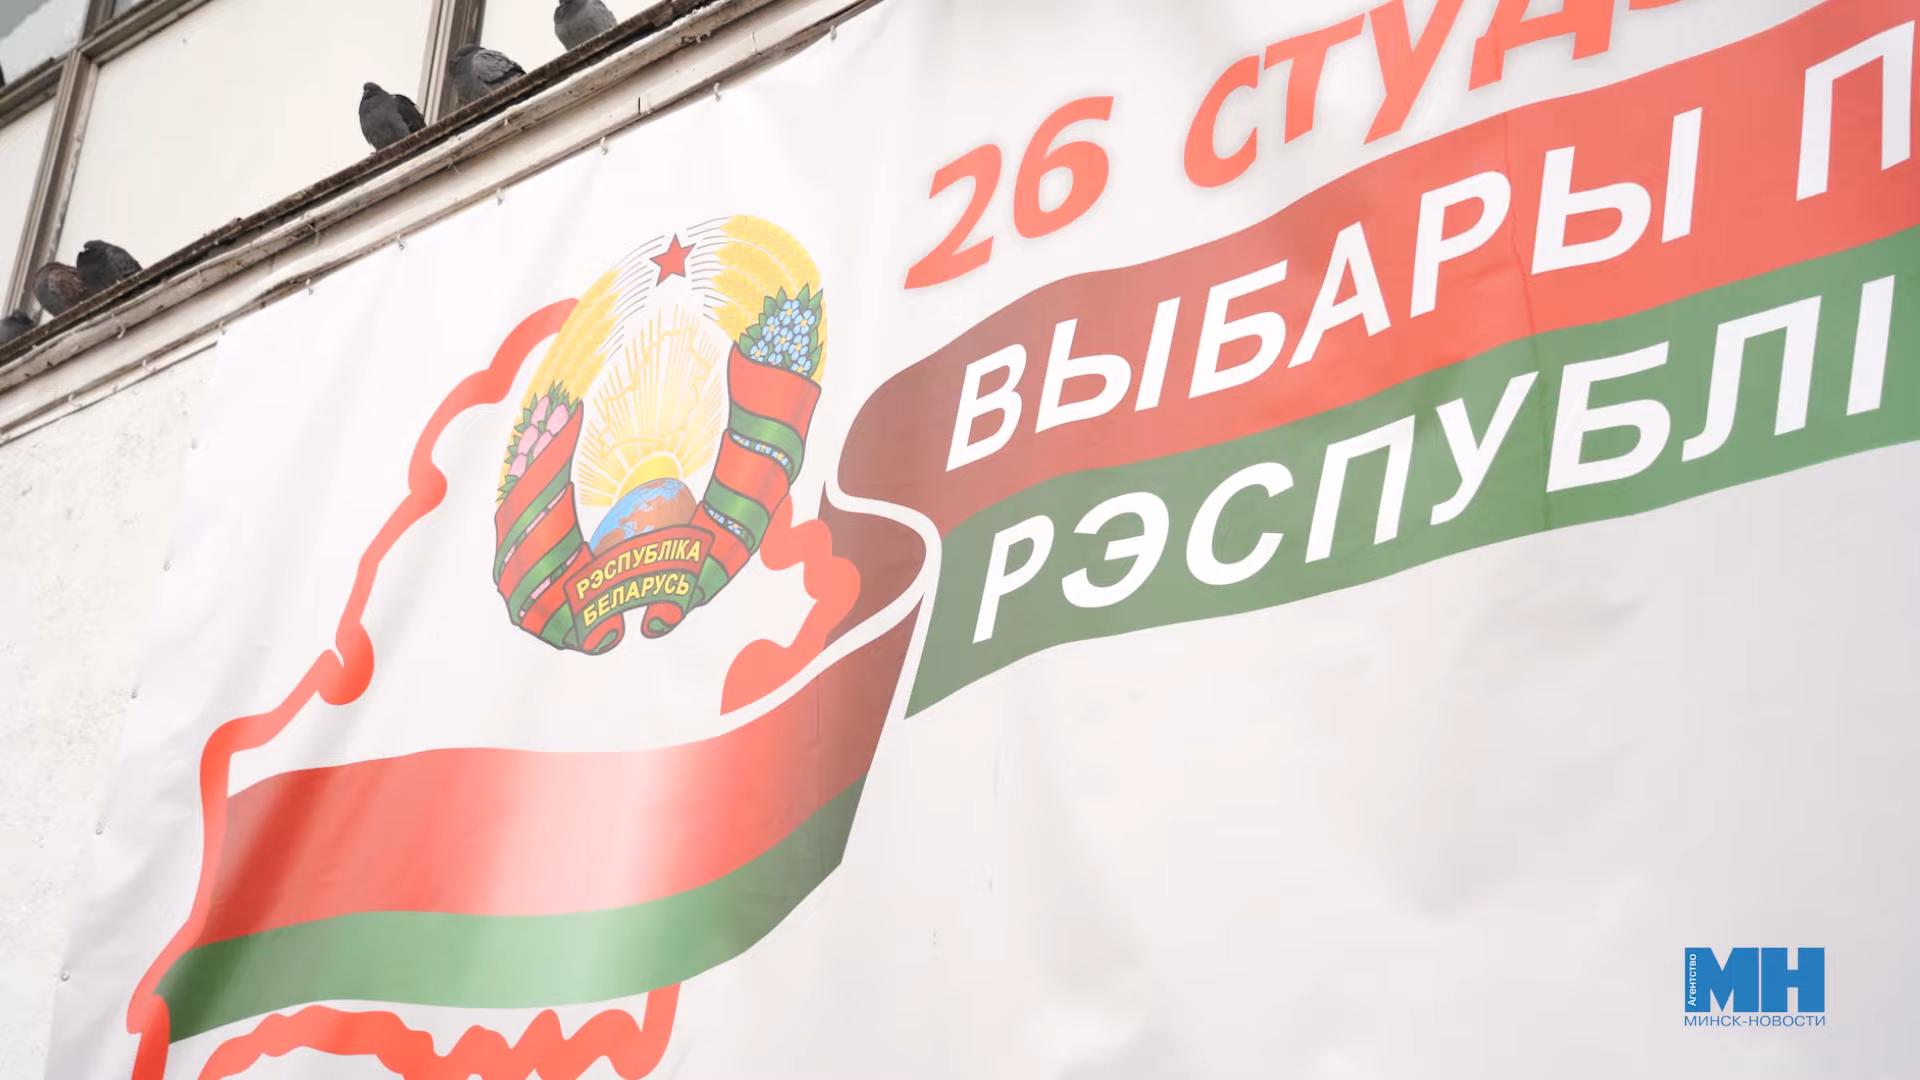 26 студз
ВЫБАРЫ П
РЭСПУБЛІ
РЭСПУБЛІКА
БЕЛАРУСЬ
Агентство
МН
МИНСК-НОВОСТИ